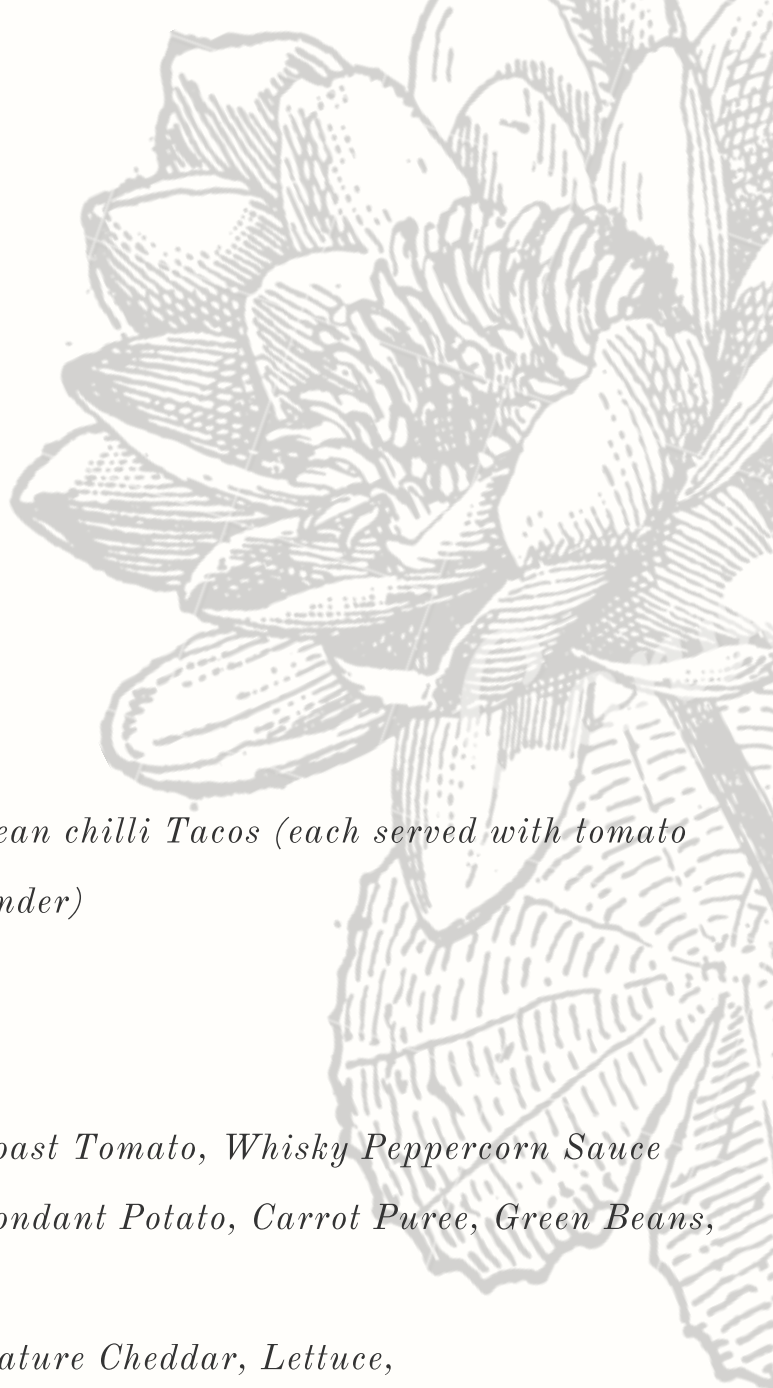 ean chilli Tacos (each served with tomato
nder)
oast Tomato, Whisky Peppercorn Sauce
ondant Potato, Carrot Puree, Green Beans,
ature Cheddar, Lettuce,